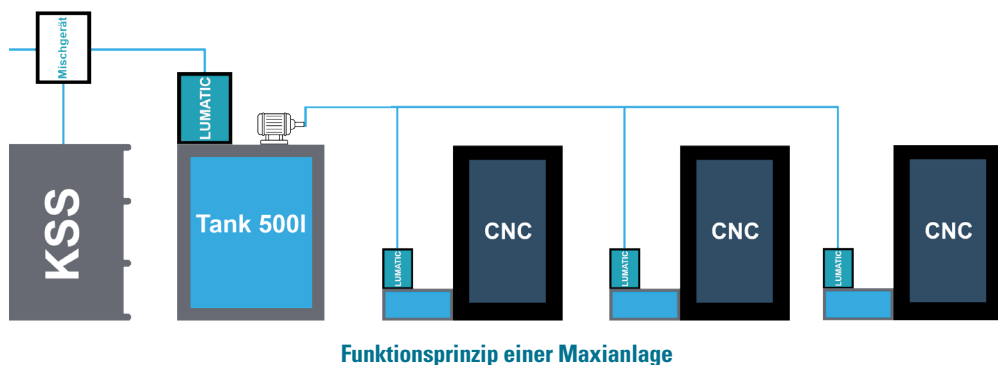 Mischgerät
LUMATIC
KSS
Tank 500l
LUMATIC
CNC
LUMATIC
CNC
LUMATIC
CNC
Funktionsprinzip einer Maxianlage